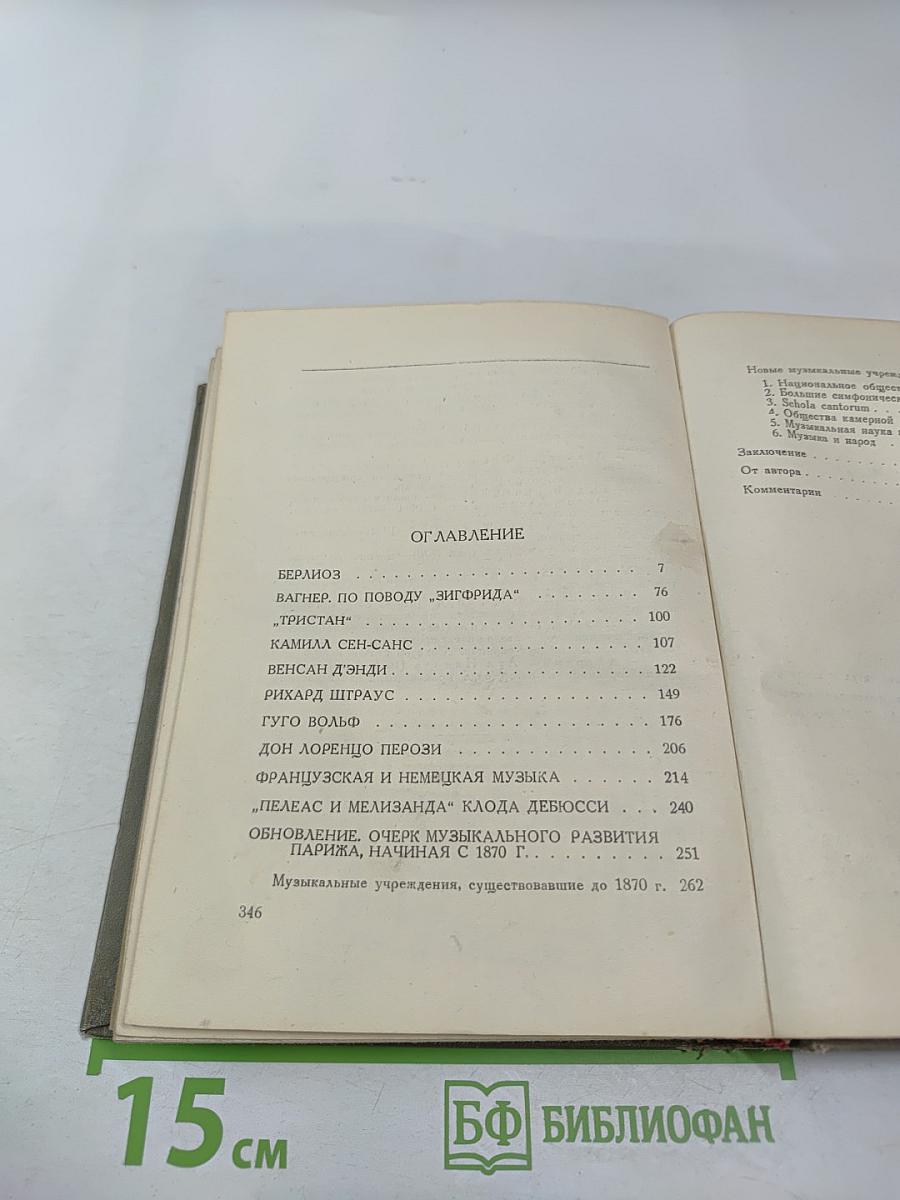 ОГЛАВЛЕНИЕ
БЕРЛИОЗ . . . . . . . . . . . . . . . . . . . . . . . . 7
ВАГНЕР. ПО ПОВОДУ „ЗИГФРИДА“ . . . . . . . . 76
„ТРИСТАН“ . . . . . . . . . . . . . . . . . . . . . . 100
КАМИЛЛ СЕН-САНС . . . . . . . . . . . . . . . . . . 107
ВЕНСАН Д'ЭНДИ . . . . . . . . . . . . . . . . . . . . 122
РИХАРД ШТРАУС . . . . . . . . . . . . . . . . . . . . 149
ГУГО ВОЛЬФ . . . . . . . . . . . . . . . . . . . . . 176
ДОН ЛОРЕНЦО ПЕРОЗИ . . . . . . . . . . . . . . . 206
ФРАНЦУЗСКАЯ И НЕМЕЦКАЯ МУЗЫКА . . . . . . 214
„ПЕЛЕАС И МЕЛИЗАНДА“ КЛОДА ДЕБЮССИ . . . 240
ОБНОВЛЕНИЕ. ОЧЕРК МУЗЫКАЛЬНОГО РАЗВИТИЯ
ПАРИЖА, НАЧИНАЯ С 1870 Г. . . . . . . . . . . 251
Музыкальные учреждения, существовавшие до 1870 г. 262
346
Новые музыкальные
1. Национальное
2. Большие
3. Schola cantorum . . .
4. Общества камерной
5. Музыкальная наука
6. Музыка и народ .
Заключение . . . . . . .
От автора . . . . . . . .
Комментарии . . . .
15 см
БФ БИБЛИОФАН